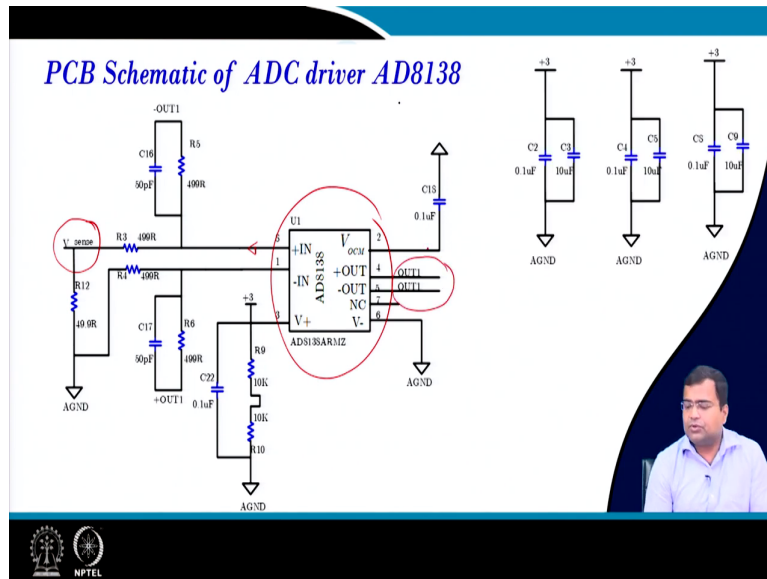 PCB Schematic of ADC driver AD8138
-OUT1
C16
50pF
R5
499R
V_sense
R3 499R
R4 499R
R12
49.9R
AGND
C17
50pF
R6
499R
+OUT1
C22
0.1uF
+3
R9
10K
10K
R10
AGND
U1
5
+IN
1
-IN
3
V+
AD8138
VOCM
2
+OUT
4
OUT1
-OUT
5
OUT1
NC
7
V-
6
AD8138ARMZ
C18
0.1uF
AGND
+3
C2
0.1uF
C3
10uF
AGND
+3
C4
0.1uF
C5
10uF
AGND
+3
C8
0.1uF
C9
10uF
AGND
NPTEL